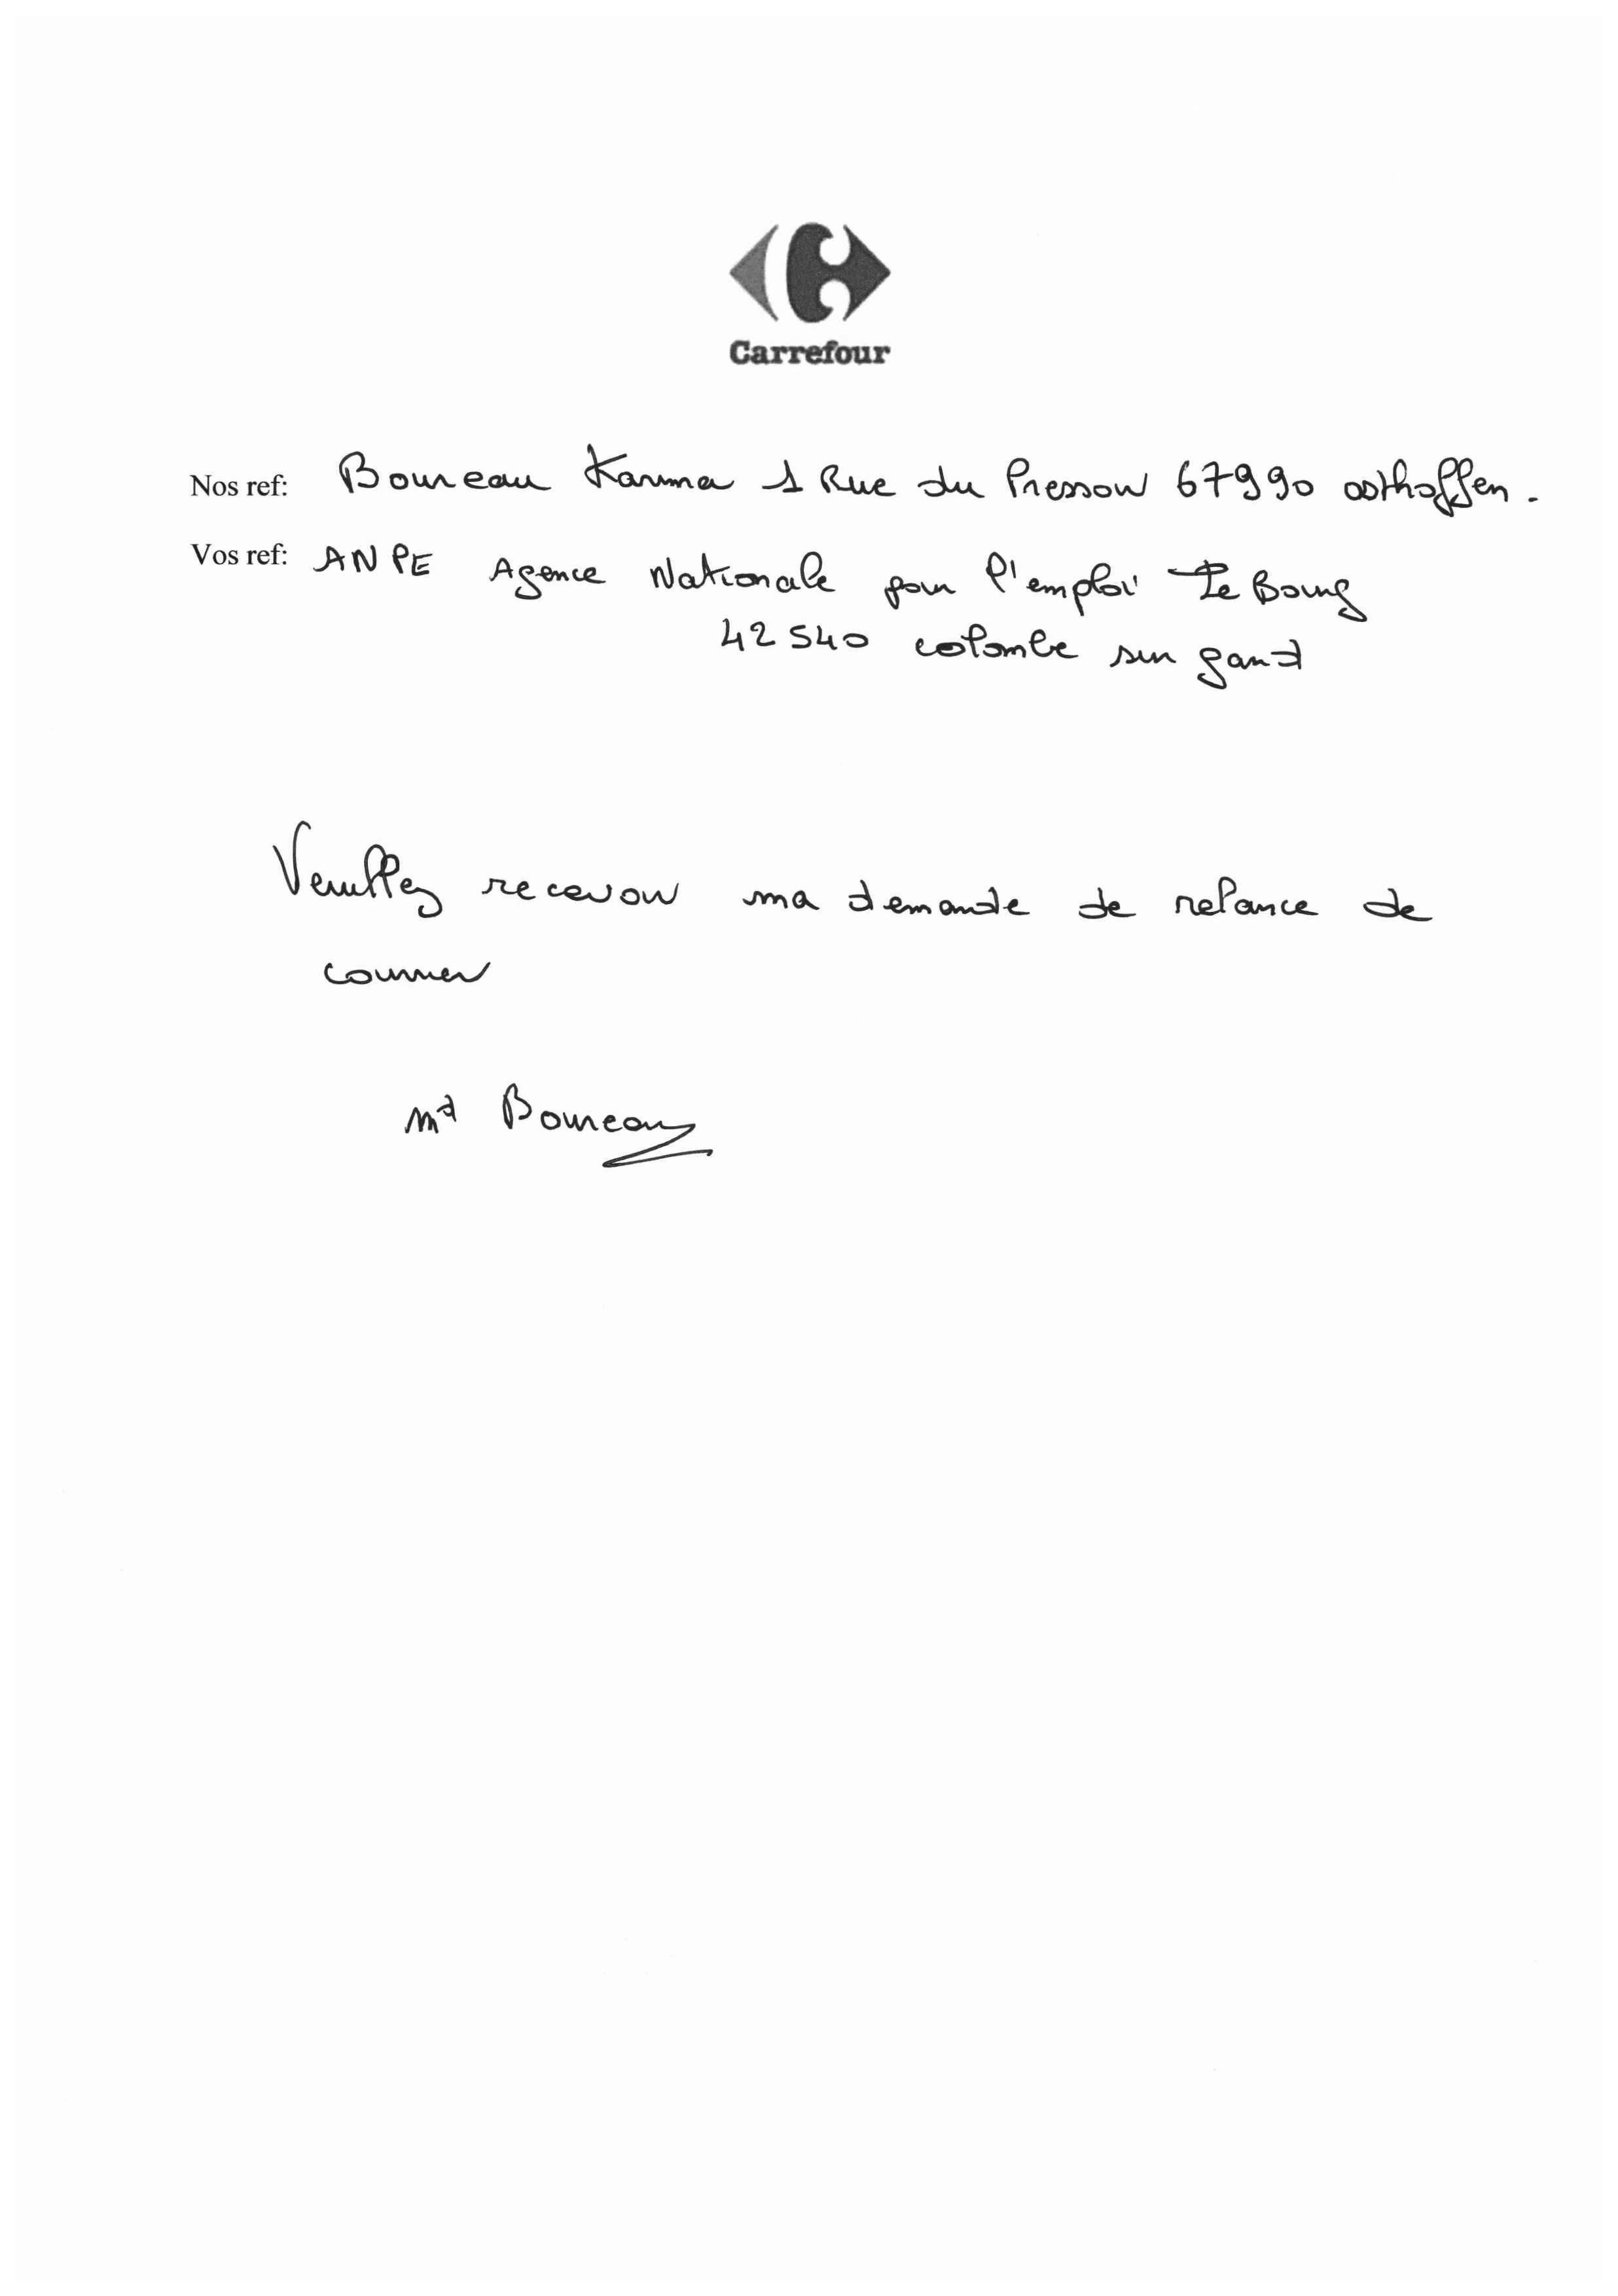 Carrefour
Nos ref: Boureau Karima 1 Rue du Pressoir 67990 osthoffen.
Vos ref: ANPE Agence Nationale pour l'emploi Le Bourg
42540 colombe sur gand
Veuillez recevoir ma demande de relance de
courrier
Md Boureau